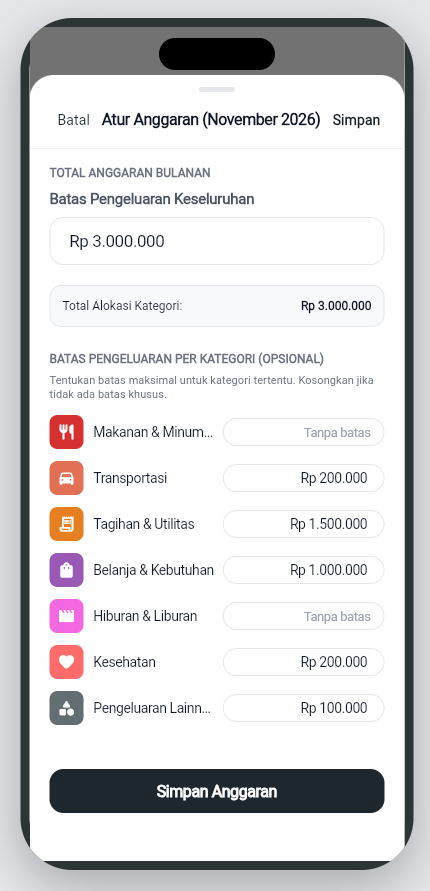 Batal Atur Anggaran (November 2026) Simpan
TOTAL ANGGARAN BULANAN
Batas Pengeluaran Keseluruhan
Rp 3.000.000
Total Alokasi Kategori: Rp 3.000.000
BATAS PENGELUARAN PER KATEGORI (OPSIONAL)
Tentukan batas maksimal untuk kategori tertentu. Kosongkan jika
tidak ada batas khusus.
Makanan & Minum... Tanpa batas
Transportasi Rp 200.000
Tagihan & Utilitas Rp 1.500.000
Belanja & Kebutuhan Rp 1.000.000
Hiburan & Liburan Tanpa batas
Kesehatan Rp 200.000
Pengeluaran Lainn... Rp 100.000
Simpan Anggaran